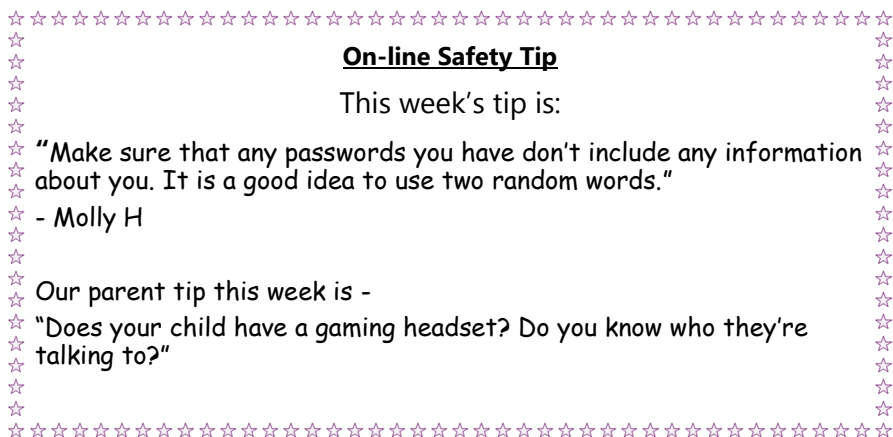 On-line Safety Tip
This week’s tip is:
“Make sure that any passwords you have don’t include any information
about you. It is a good idea to use two random words.”
- Molly H
Our parent tip this week is -
“Does your child have a gaming headset? Do you know who they’re
talking to?”